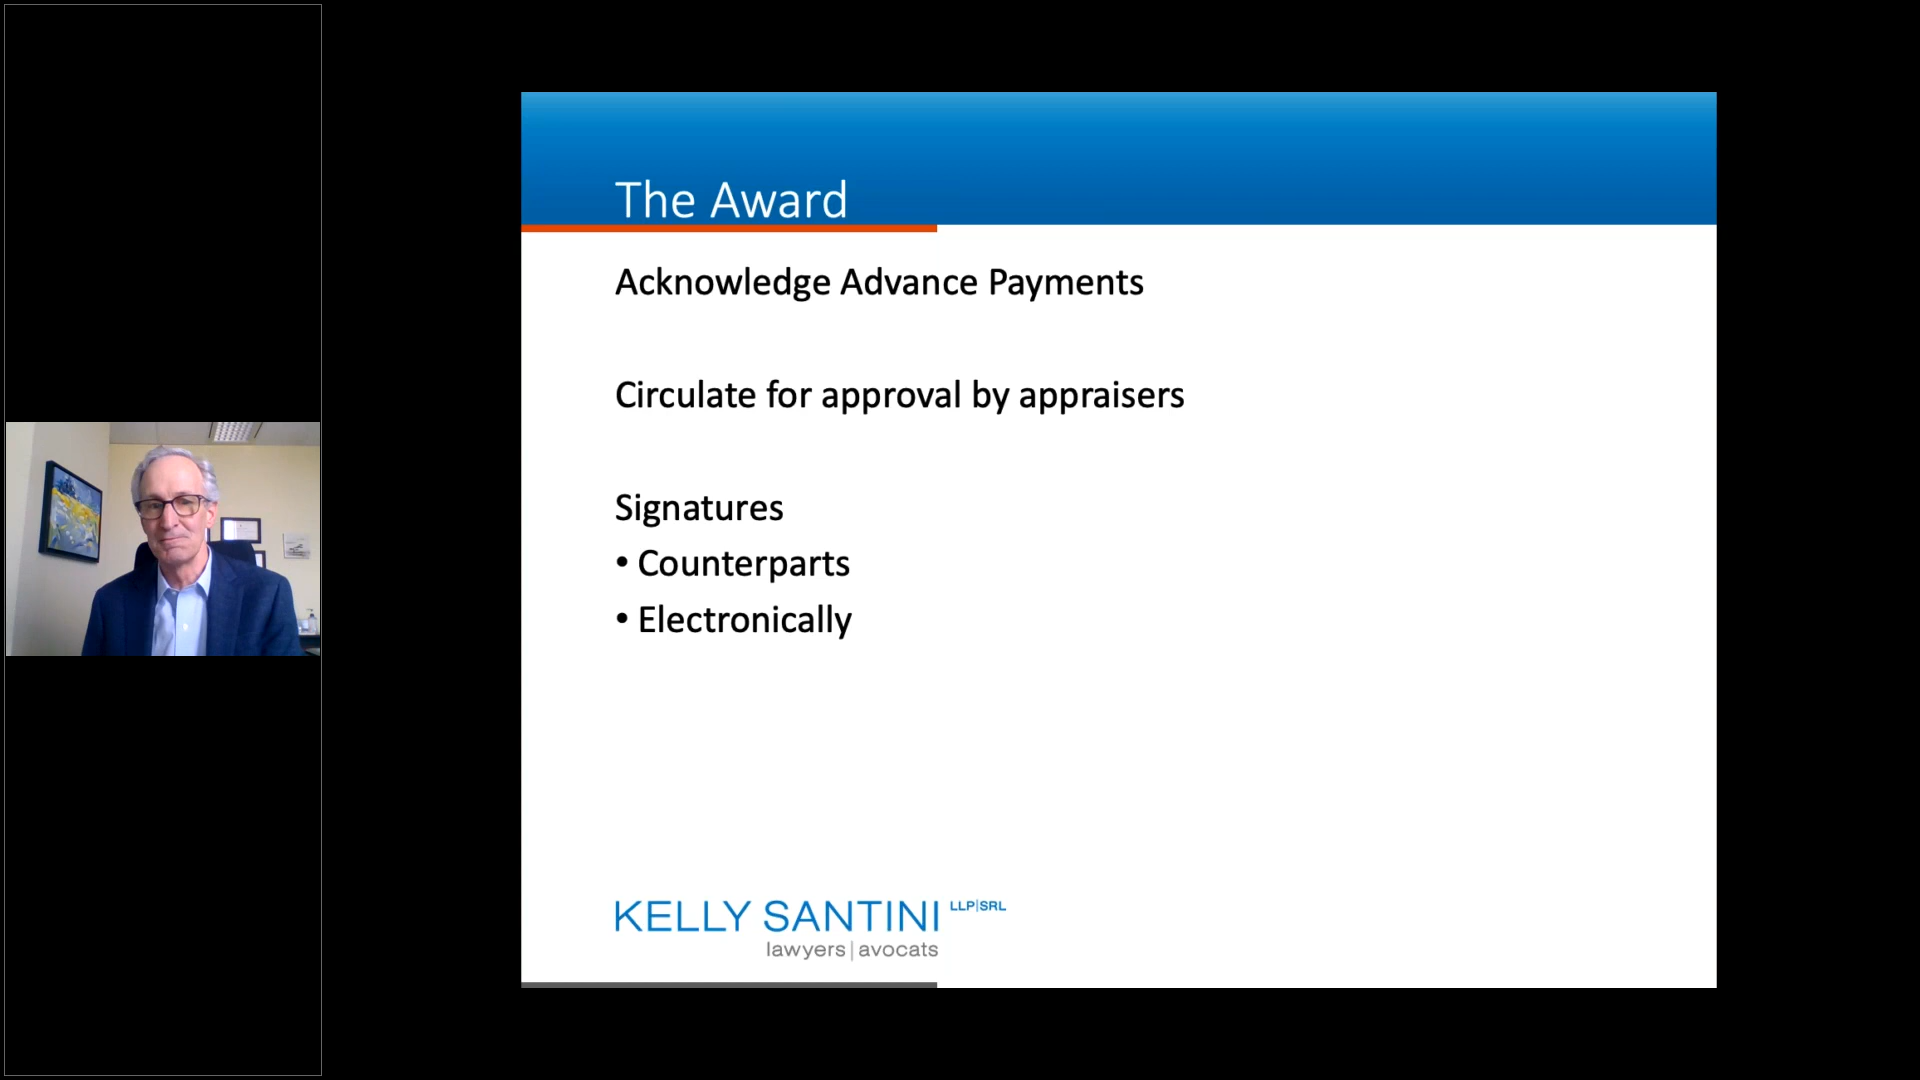 The Award
Acknowledge Advance Payments
Circulate for approval by appraisers
Signatures
• Counterparts
• Electronically
KELLY SANTINI LLP|SRL
lawyers|avocats